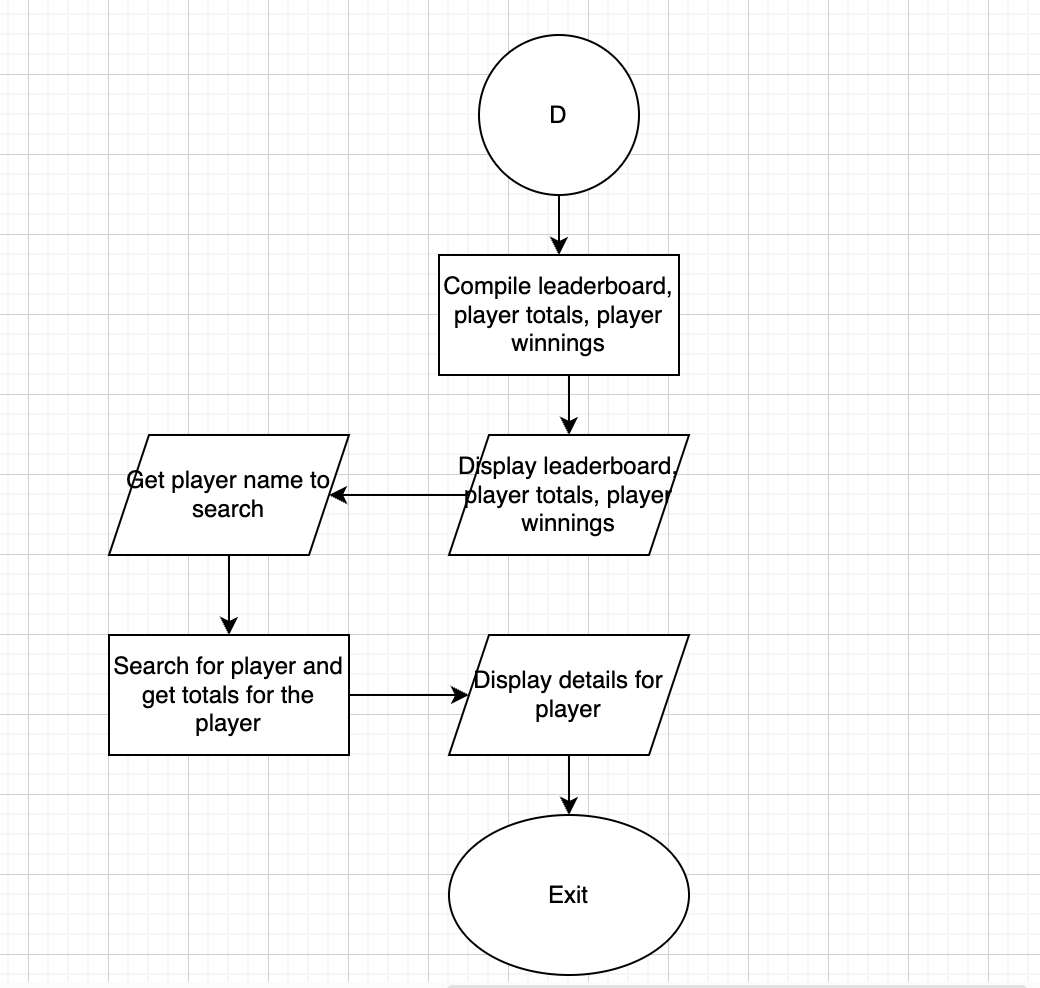 D
Compile leaderboard,
player totals, player
winnings
Display leaderboard,
player totals, player
winnings
Get player name to
search
Search for player and
get totals for the
player
Display details for
player
Exit